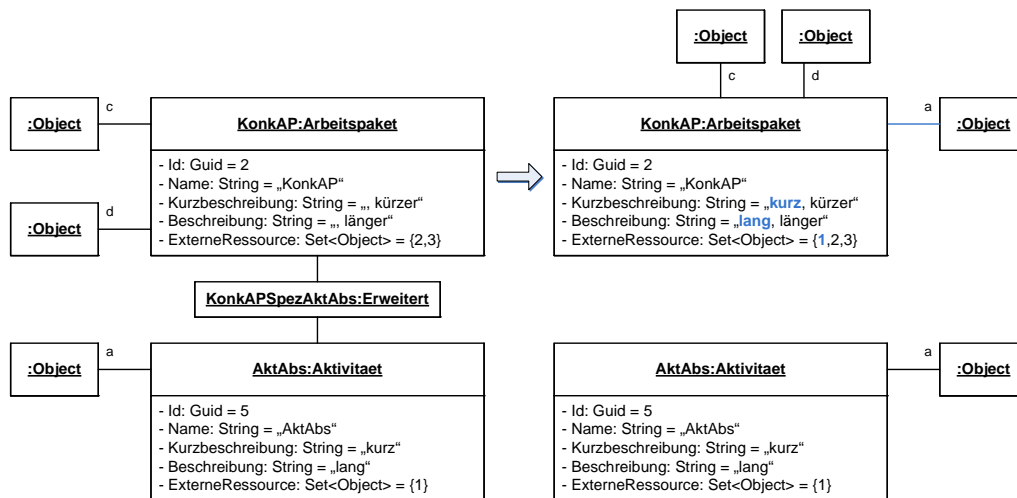 :Object
:Object
c
d
:Object
c
KonkAP:Arbeitspaket
- Id: Guid = 2
- Name: String = „KonkAP“
- Kurzbeschreibung: String = „, kürzer“
- Beschreibung: String = „, länger“
- ExterneRessource: Set<Object> = {2,3}
:Object
d
KonkAP:Arbeitspaket
- Id: Guid = 2
- Name: String = „KonkAP“
- Kurzbeschreibung: String = „kurz, kürzer“
- Beschreibung: String = „lang, länger“
- ExterneRessource: Set<Object> = {1,2,3}
a
:Object
KonkAPSpezAktAbs:Erweitert
:Object
a
AktAbs:Aktivitaet
- Id: Guid = 5
- Name: String = „AktAbs“
- Kurzbeschreibung: String = „kurz“
- Beschreibung: String = „lang“
- ExterneRessource: Set<Object> = {1}
AktAbs:Aktivitaet
- Id: Guid = 5
- Name: String = „AktAbs“
- Kurzbeschreibung: String = „kurz“
- Beschreibung: String = „lang“
- ExterneRessource: Set<Object> = {1}
a
:Object